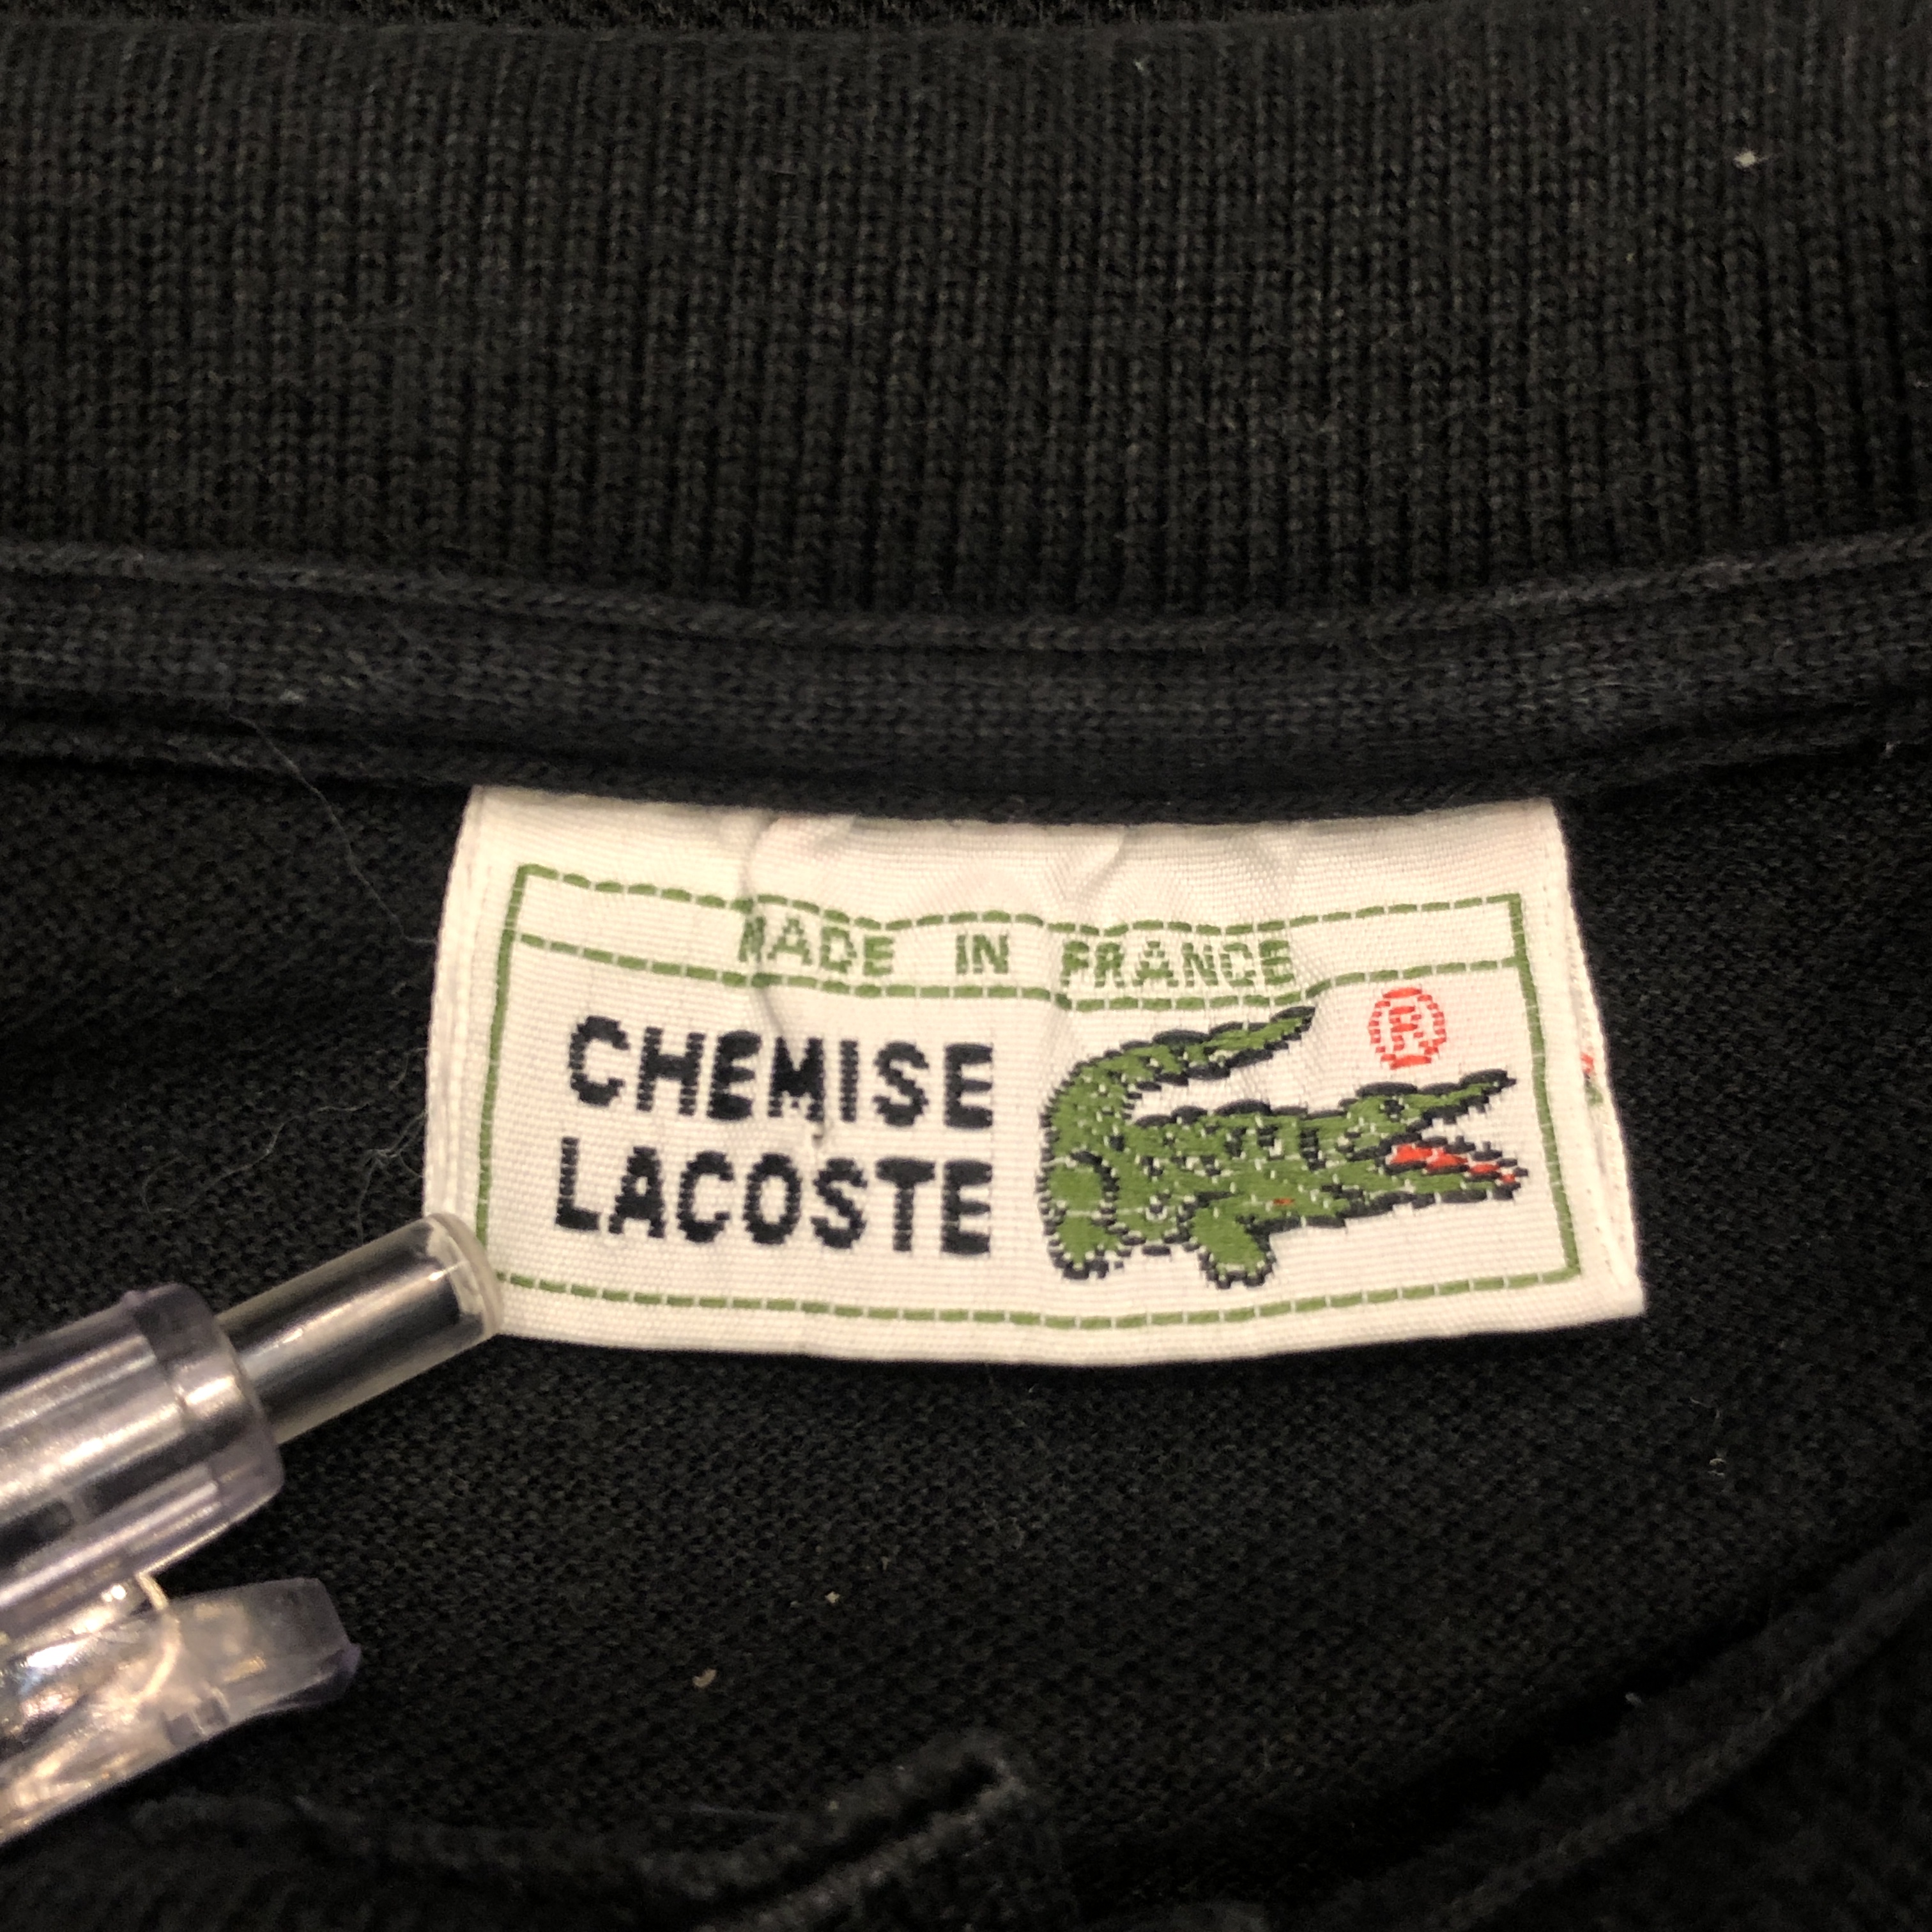 MADE IN FRANCE
CHEMISE
LACOSTE
®